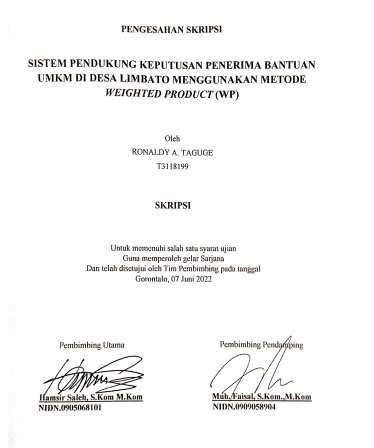 PENGESAHAN SKRIPSI
SISTEM PENDUKUNG KEPUTUSAN PENERIMA BANTUAN
UMKM DI DESA LIMBATO MENGGUNAKAN METODE
WEIGHTED PRODUCT (WP)
Oleh
RONALDY A. TAGUGE
T3118199
SKRIPSI
Untuk memenuhi salah satu syarat ujian
Guna memperoleh gelar Sarjana
Dan telah disetujui oleh Tim Pembimbing pada tanggal
Gorontalo, 07 Juni 2022
Pembimbing Utama
Pembimbing Pendamping
Hamsir Saleh, S.Kom M.Kom
NIDN.0905068101
Muh. Faisal, S.Kom.,M.Kom
NIDN.0909058904